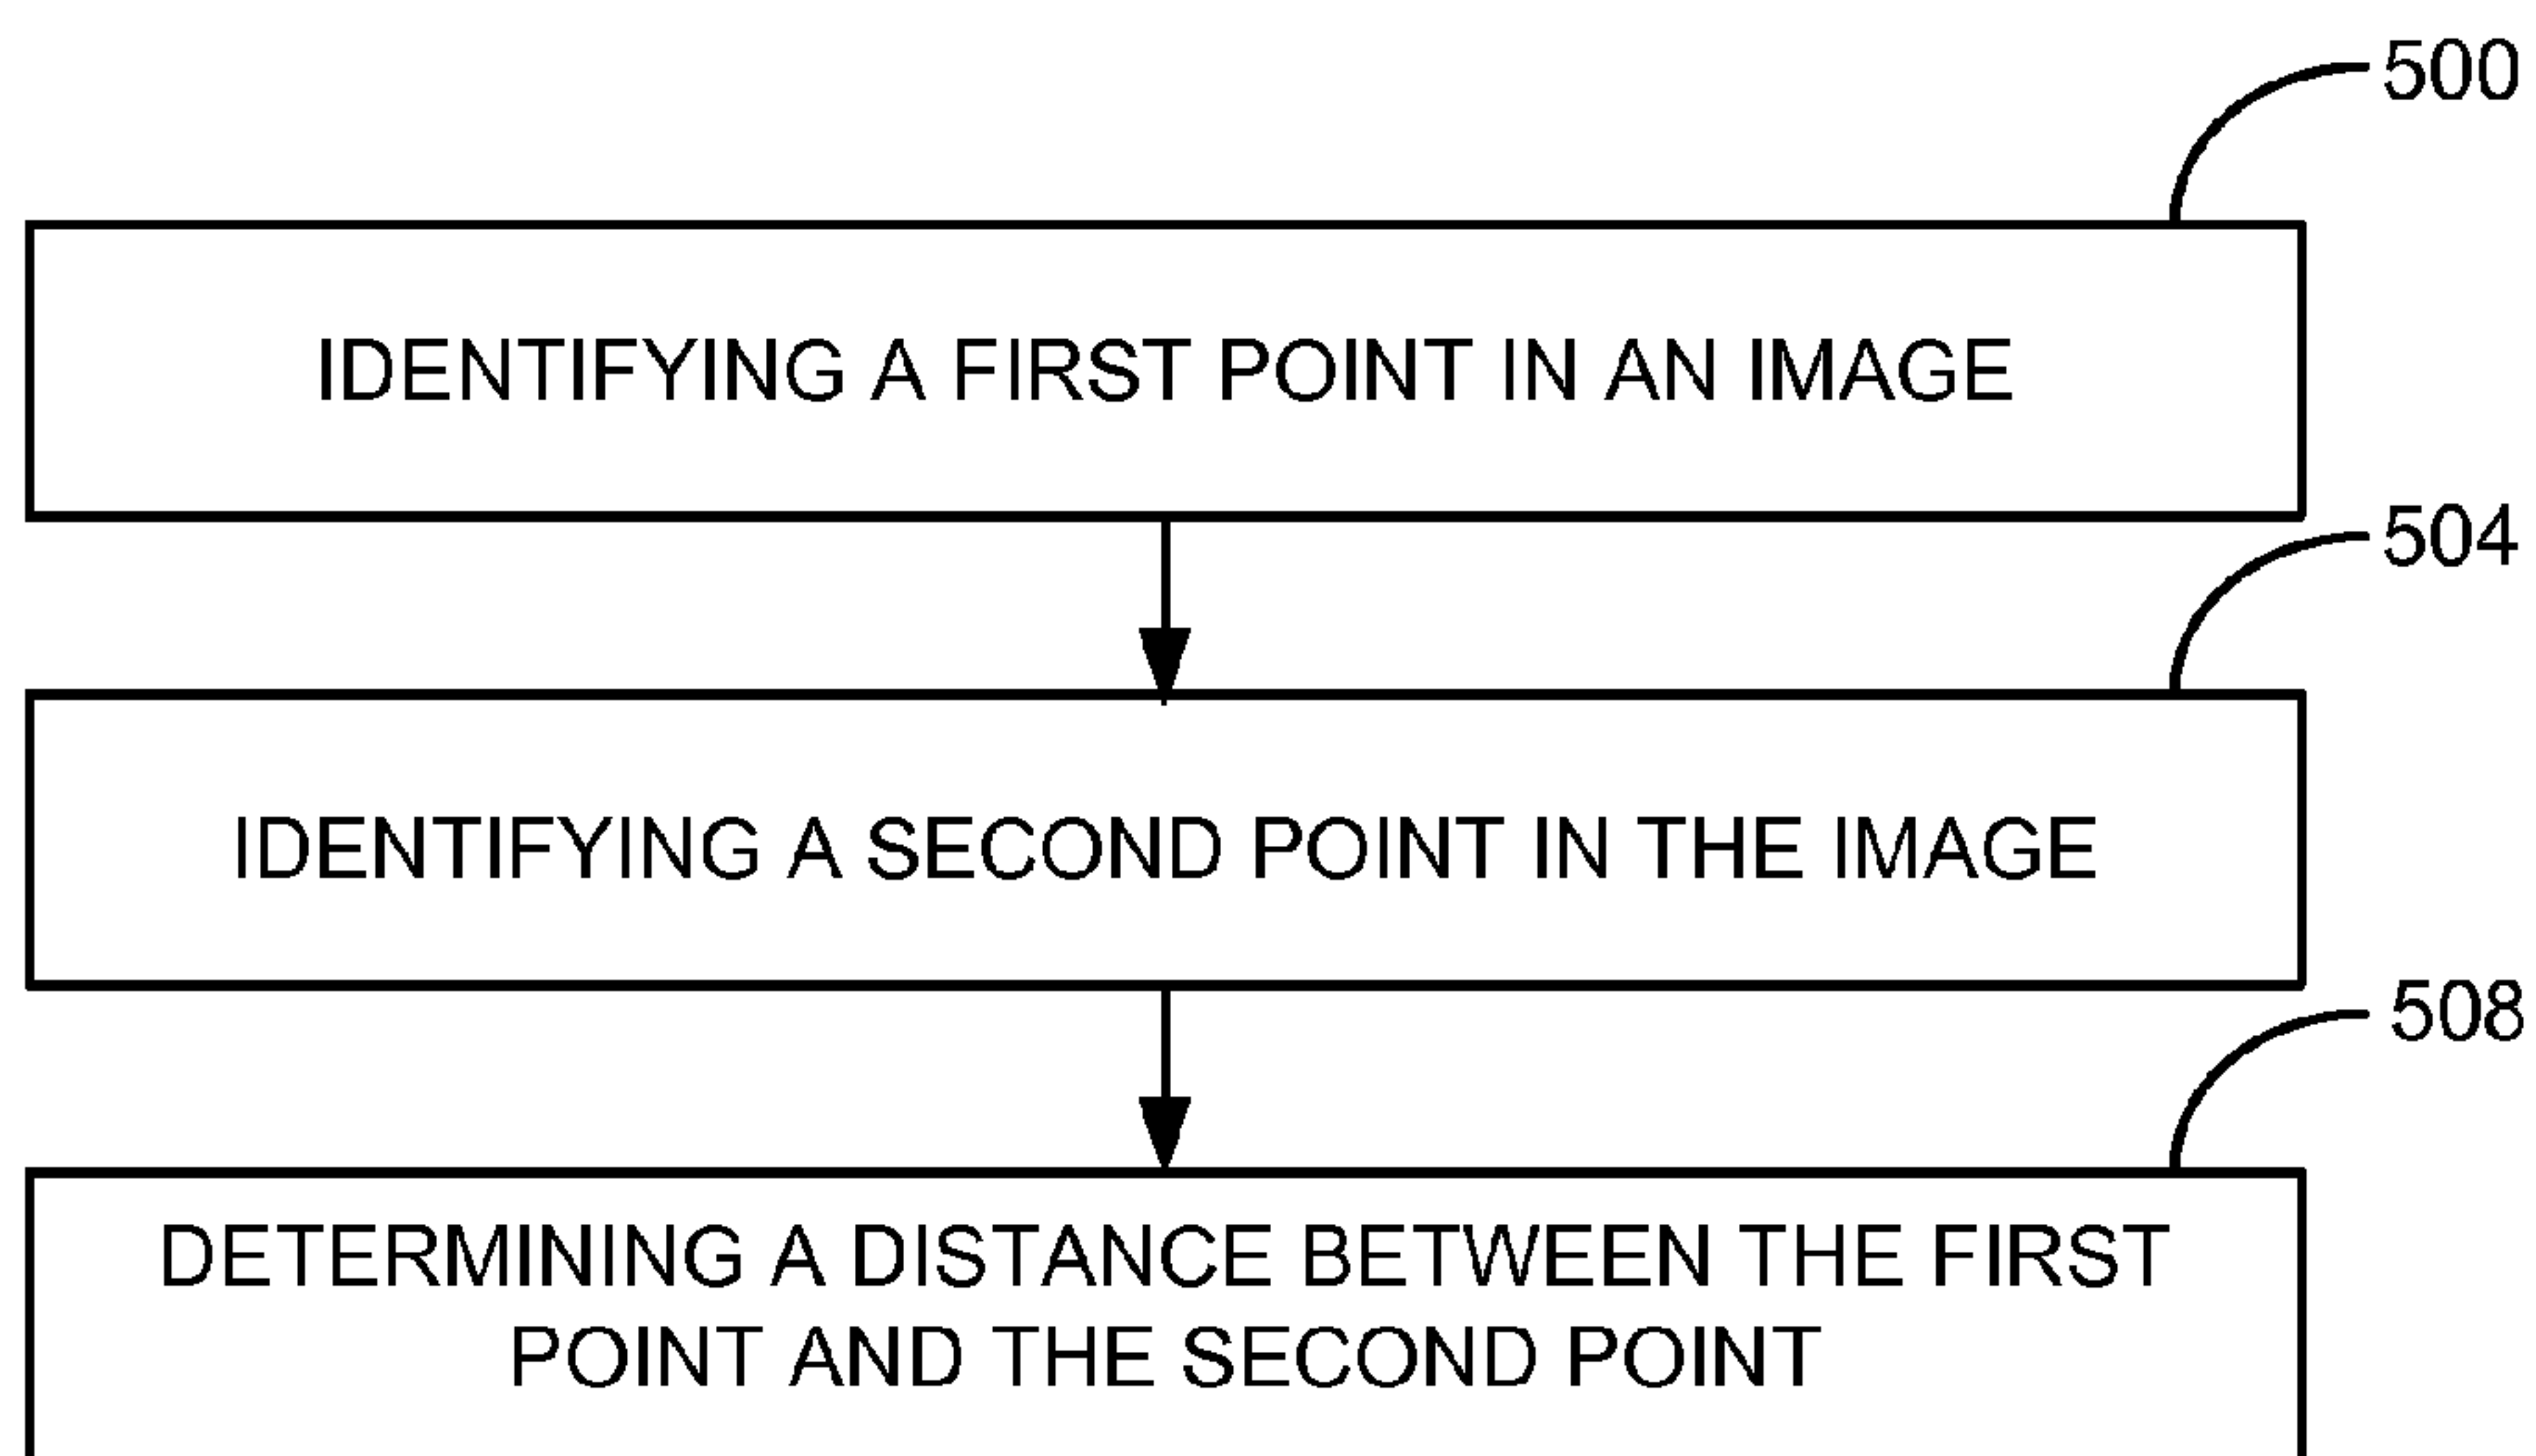 500
IDENTIFYING A FIRST POINT IN AN IMAGE
504
IDENTIFYING A SECOND POINT IN THE IMAGE
508
DETERMINING A DISTANCE BETWEEN THE FIRST
POINT AND THE SECOND POINT